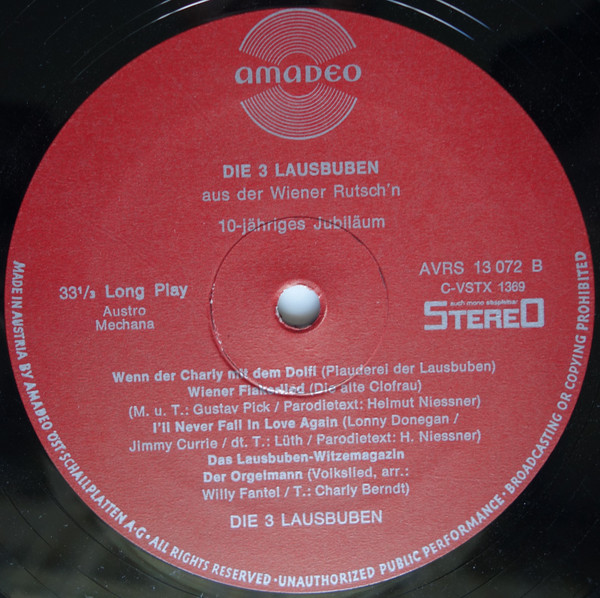 AMADEO
DIE 3 LAUSBUBEN
aus der Wiener Rutsch'n
10-jähriges Jubiläum
33¹/₃ Long Play
Austro
Mechana
AVRS 13 072 B
C-VSTX 1369
auch mono abspielbar
STEREO
Wenn der Charly mit dem Dolfi (Plauderei der Lausbuben)
Wiener Fiakerlied (Die alte Clofrau)
(M. u. T.: Gustav Pick / Parodietext: Helmut Niessner)
I'll Never Fall In Love Again (Lonny Donegan /
Jimmy Currie / dt. T.: Lüth / Parodietext: H. Niessner)
Das Lausbuben-Witzemagazin
Der Orgelmann (Volkslied, arr.:
Willy Fantel / T.: Charly Berndt)
DIE 3 LAUSBUBEN
MADE IN AUSTRIA BY AMADEO ÖST. SCHALLPLATTEN A·G · ALL RIGHTS RESERVED · UNAUTHORIZED PUBLIC PERFORMANCE · BROADCASTING OR COPYING PROHIBITED